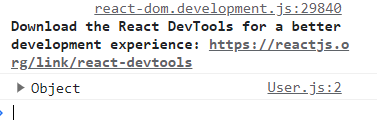 react-dom.development.js:29840
Download the React DevTools for a better
development experience: https://reactjs.o
rg/link/react-devtools
Object User.js:2